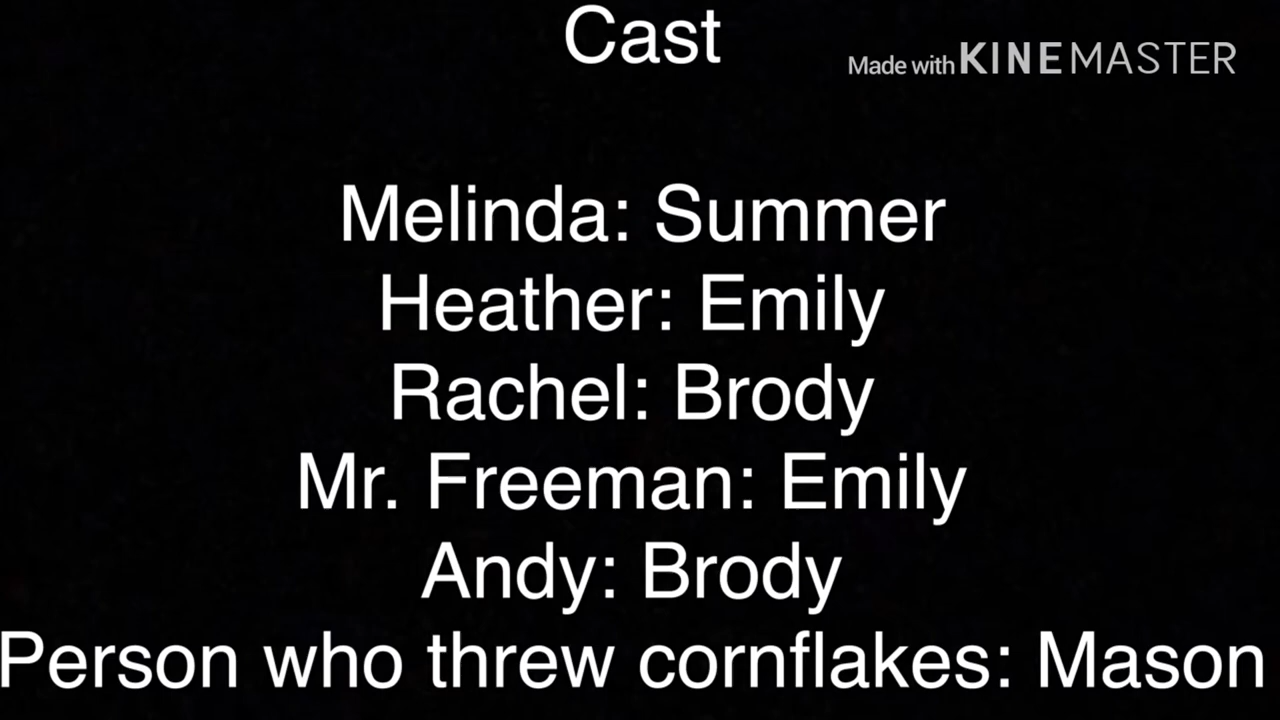 Cast
Made with KINEMASTER
Melinda: Summer
Heather: Emily
Rachel: Brody
Mr. Freeman: Emily
Andy: Brody
Person who threw cornflakes: Mason